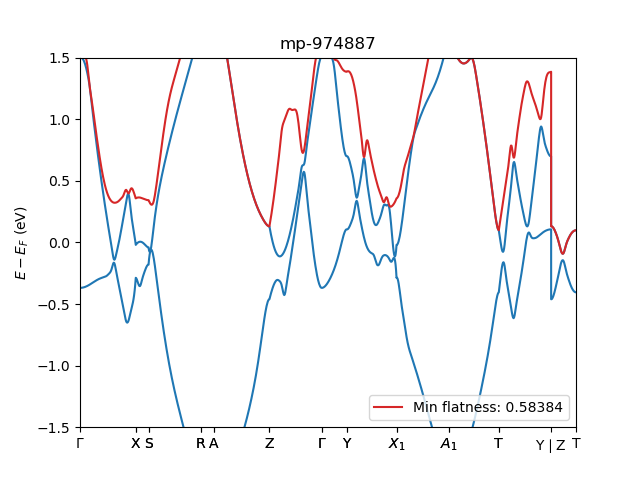 mp-974887
E − E_F (eV)
1.5
1.0
0.5
0.0
−0.5
−1.0
−1.5
Min flatness: 0.58384
Γ X S R A Z Γ Y X₁ A₁ T Y | Z T